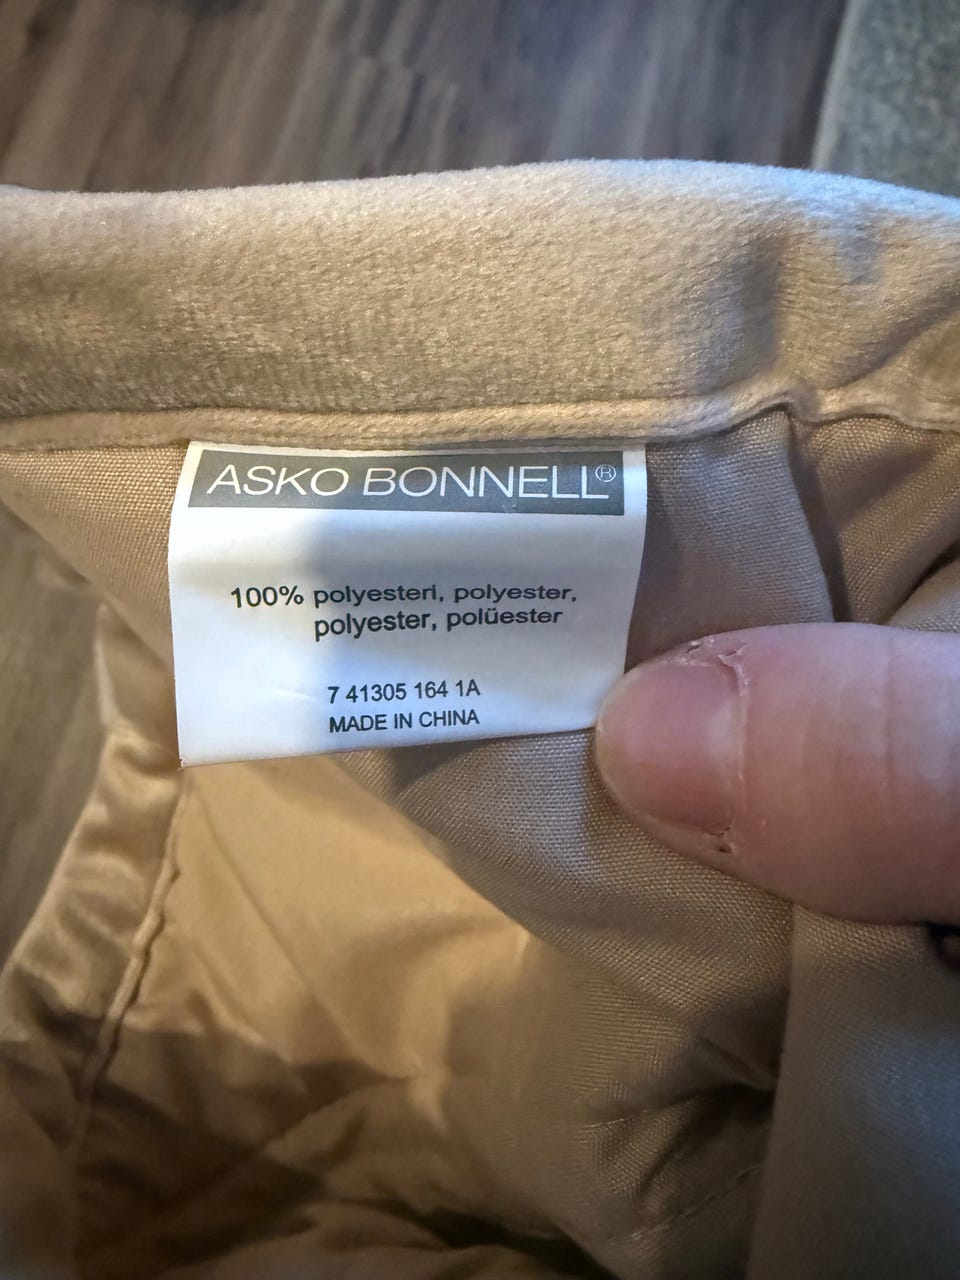 ASKO BONNELL®
100% polyesteri, polyester,
polyester, polüester
7 41305 164 1A
MADE IN CHINA